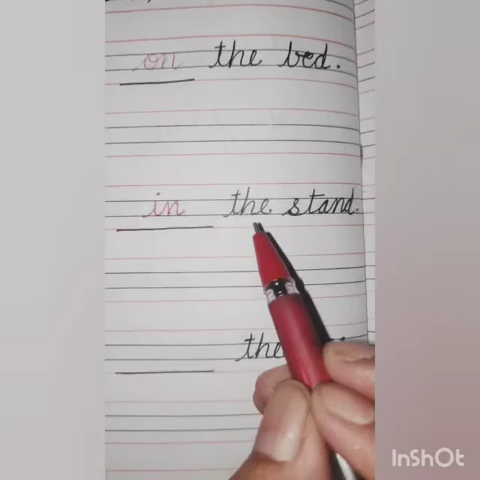 on the bed.
in the stand.
the
InShOt